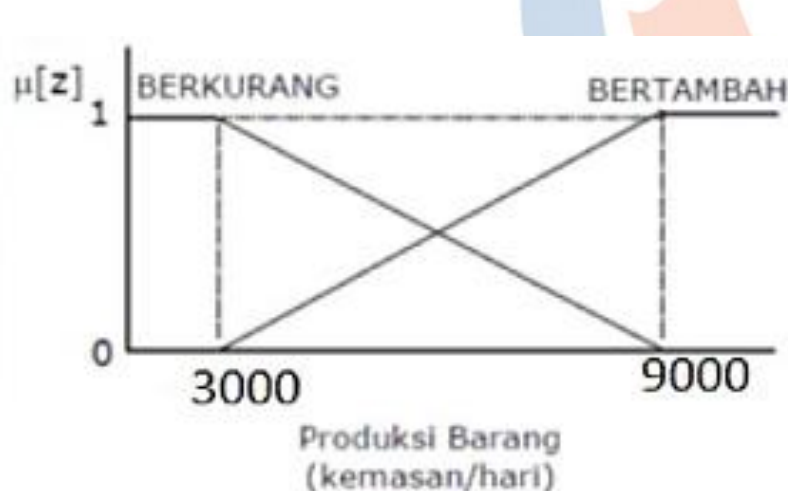 μ[z]
BERKURANG
BERTAMBAH
1
0
3000
9000
Produksi Barang
(kemasan/hari)